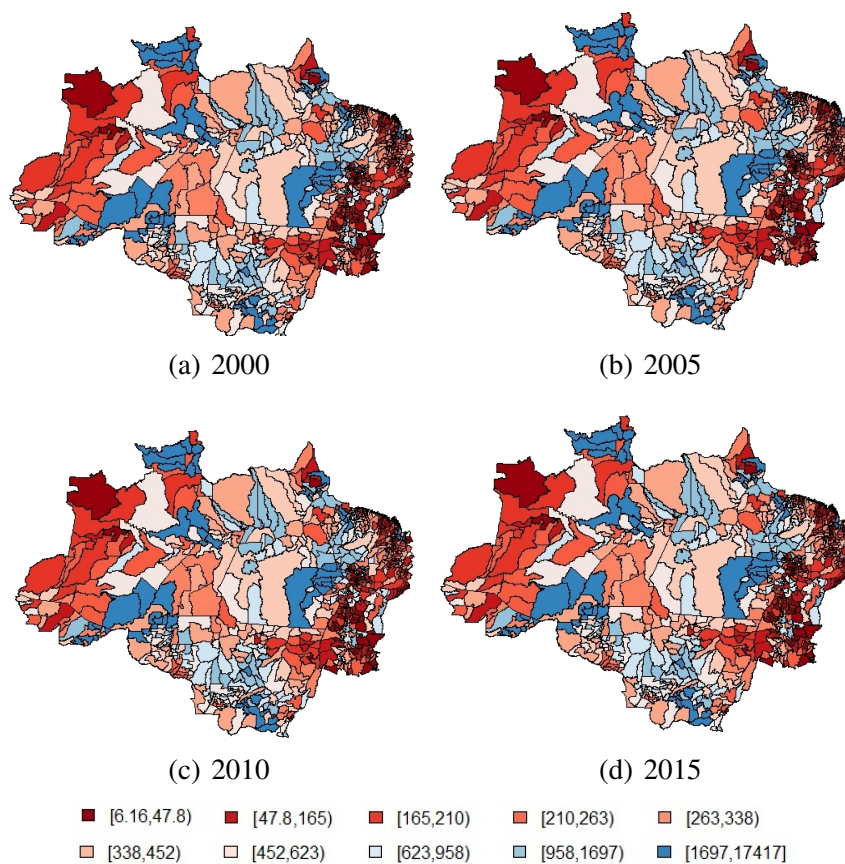 (a) 2000
(b) 2005
(c) 2010
(d) 2015
[6.16,47.8)
[47.8,165)
[165,210)
[210,263)
[263,338)
[338,452)
[452,623)
[623,958)
[958,1697)
[1697,17417]